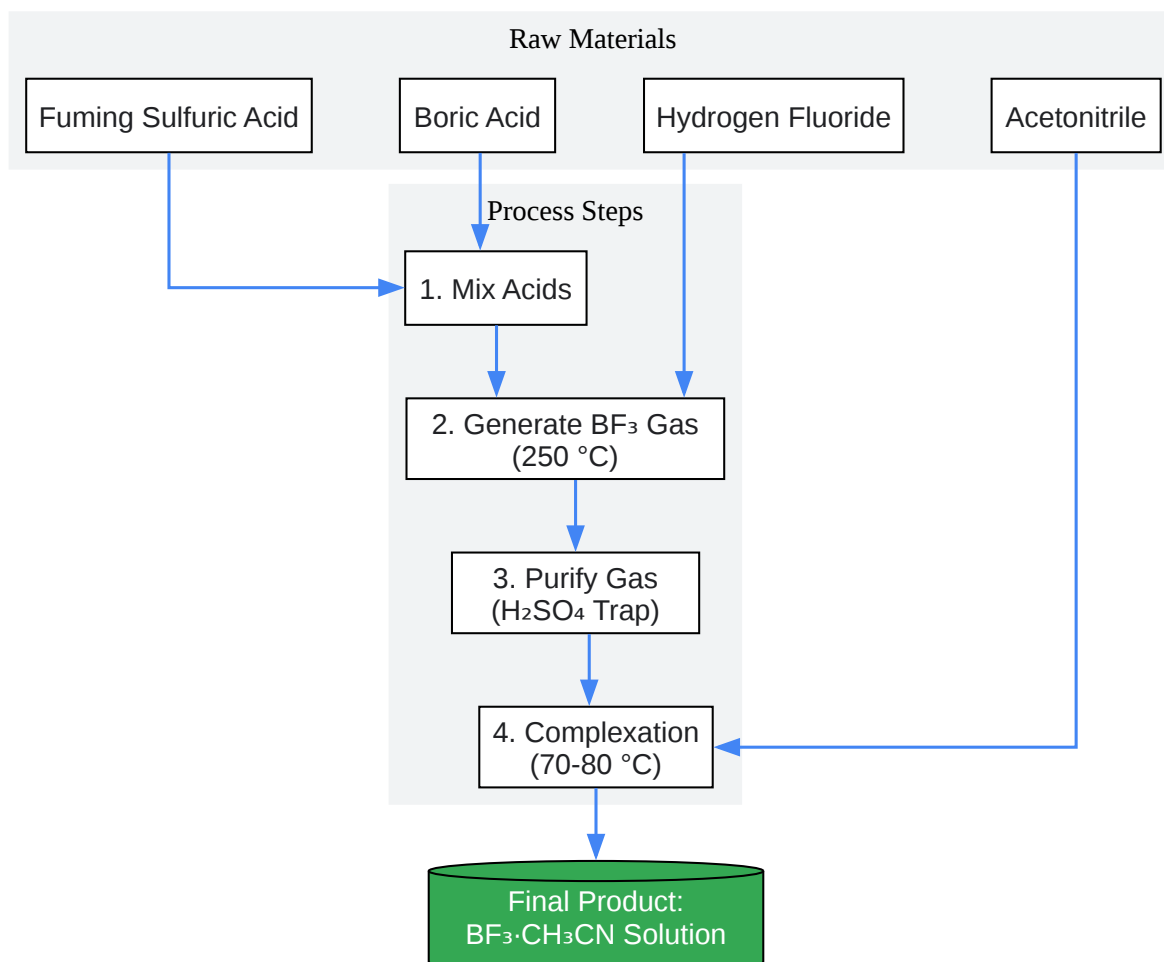 Raw Materials
Fuming Sulfuric Acid
Boric Acid
Hydrogen Fluoride
Acetonitrile
Process Steps
1. Mix Acids
2. Generate BF₃ Gas
(250 °C)
3. Purify Gas
(H₂SO₄ Trap)
4. Complexation
(70-80 °C)
Final Product:
BF₃·CH₃CN Solution